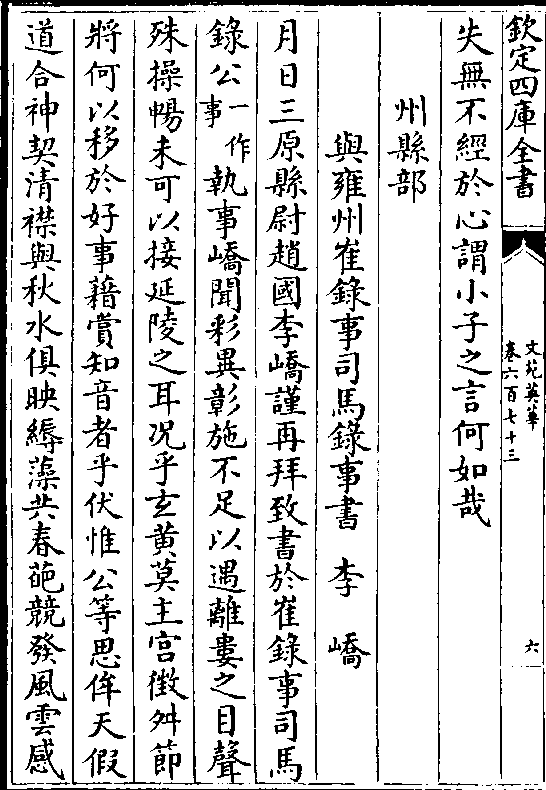 欽定四庫全書
文苑英華
卷六百七十三
六
失無不經於心謂小子之言何如哉
州縣部
與雍州崔錄事司馬錄事書 李嶠
月日三原縣尉趙國李嶠謹再拜致書於崔錄事司馬
錄公一作事執事嶠聞彩異彰施不足以遇離婁之目聲
殊操暢未可以接延陵之耳况乎玄黄莫主宫徴舛節
將何以移於好事藉賞知音者乎伏惟公等思侔天假
道合神契清襟與秋水俱映縟藻共春葩競發風雲感